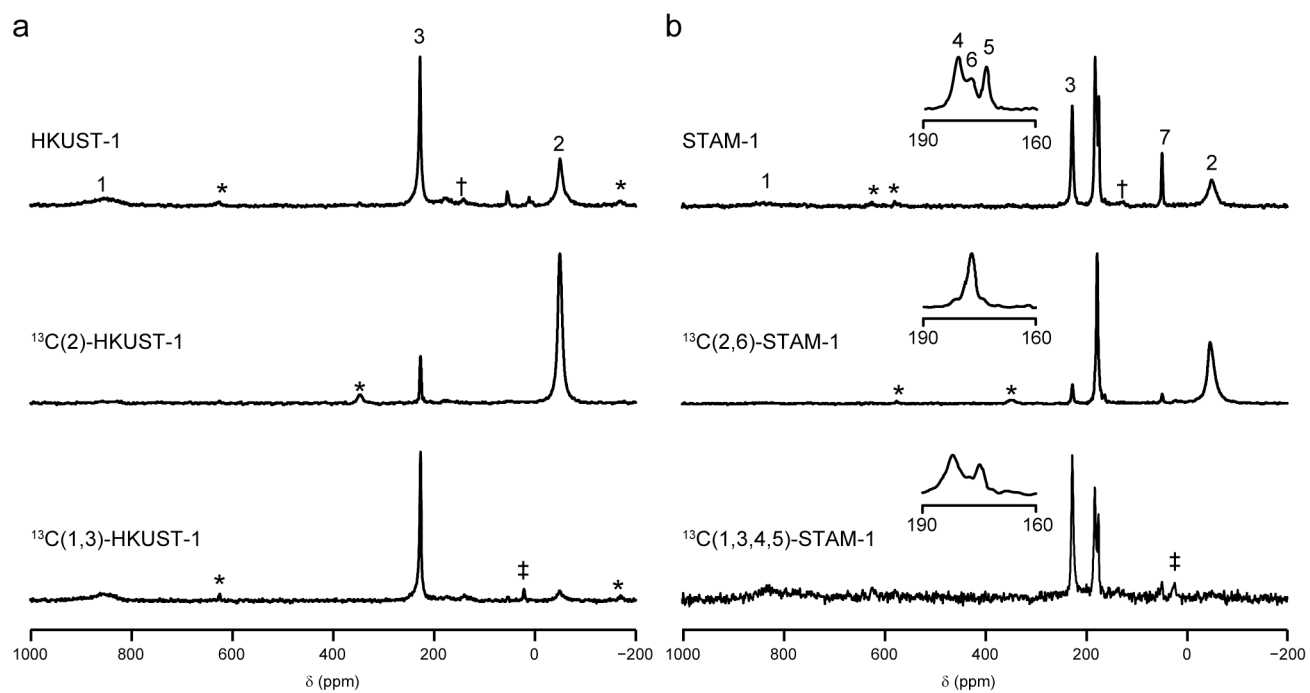 a
3
HKUST-1
1
*
†
2
*
¹³C(2)-HKUST-1
*
¹³C(1,3)-HKUST-1
*
‡
*
1000 800 600 400 200 0 −200
δ (ppm)
b
4 6 5
190 160
3
STAM-1
7
1
* *
†
2
190 160
¹³C(2,6)-STAM-1
* *
190 160
¹³C(1,3,4,5)-STAM-1
‡
1000 800 600 400 200 0 −200
δ (ppm)